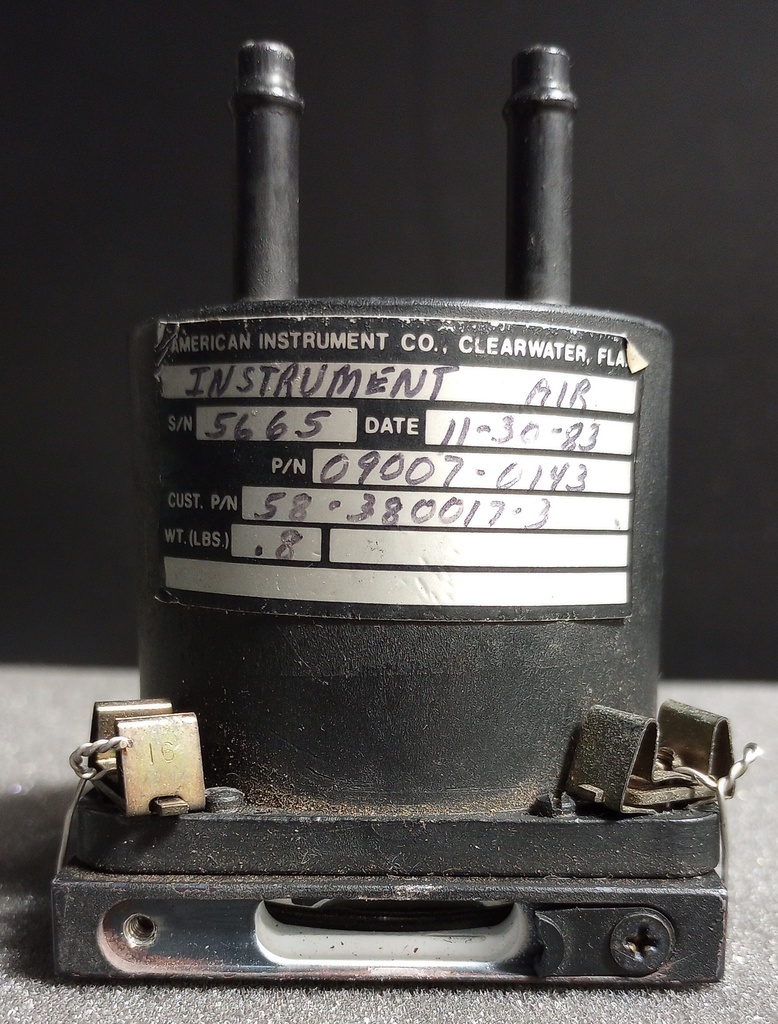 AMERICAN INSTRUMENT CO., CLEARWATER, FLA.
INSTRUMENT AIR
S/N 5665 DATE 11-30-83
P/N 09007-0143
CUST. P/N 58-380017-3
WT.(LBS.) .8
16